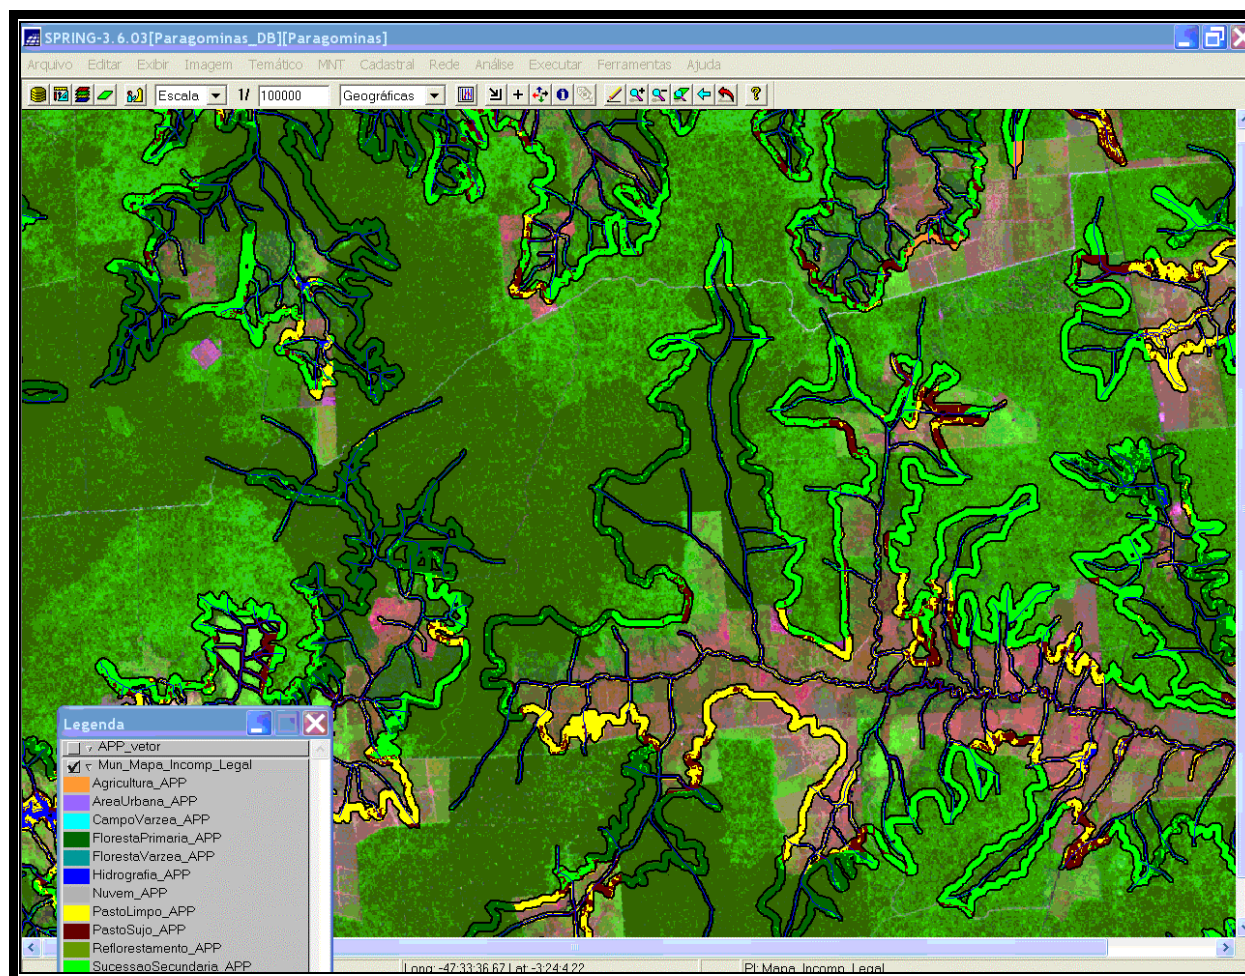 SPRING-3.6.03[Paragominas_DB][Paragominas]
Arquivo Editar Exibir Imagem Temático MNT Cadastral Rede Análise Executar Ferramentas Ajuda
Escala 1/ 100000 Geográficas
Legenda
APP_vetor
Mun_Mapa_Incomp_Legal
Agricultura_APP
AreaUrbana_APP
CampoVarzea_APP
FlorestaPrimaria_APP
FlorestaVarzea_APP
Hidrografia_APP
Nuvem_APP
PastoLimpo_APP
PastoSujo_APP
Reflorestamento_APP
SucessaoSecundaria_APP
Long: -47:33:36.67 Lat: -3:24:4.22 PI: Mapa_Incomp_Legal